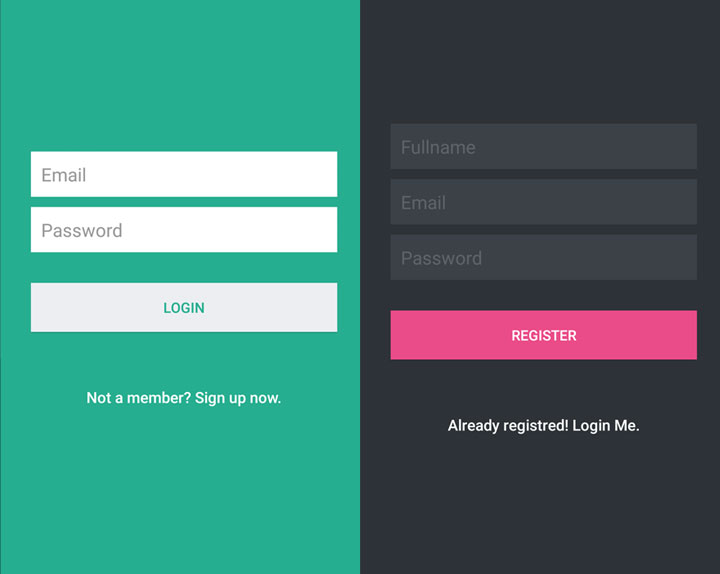 Email
Password
LOGIN
Not a member? Sign up now.
Fullname
Email
Password
REGISTER
Already registred! Login Me.